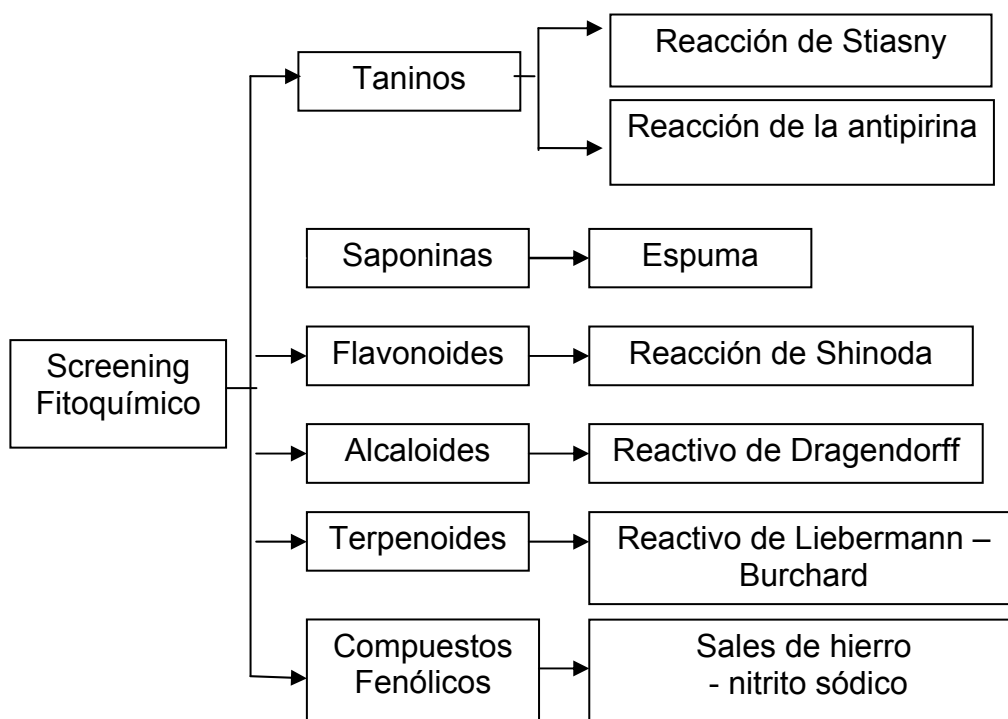 Screening
Fitoquímico
Taninos
Reacción de Stiasny
Reacción de la antipirina
Saponinas
Espuma
Flavonoides
Reacción de Shinoda
Alcaloides
Reactivo de Dragendorff
Terpenoides
Reactivo de Liebermann –
Burchard
Compuestos
Fenólicos
Sales de hierro
- nitrito sódico